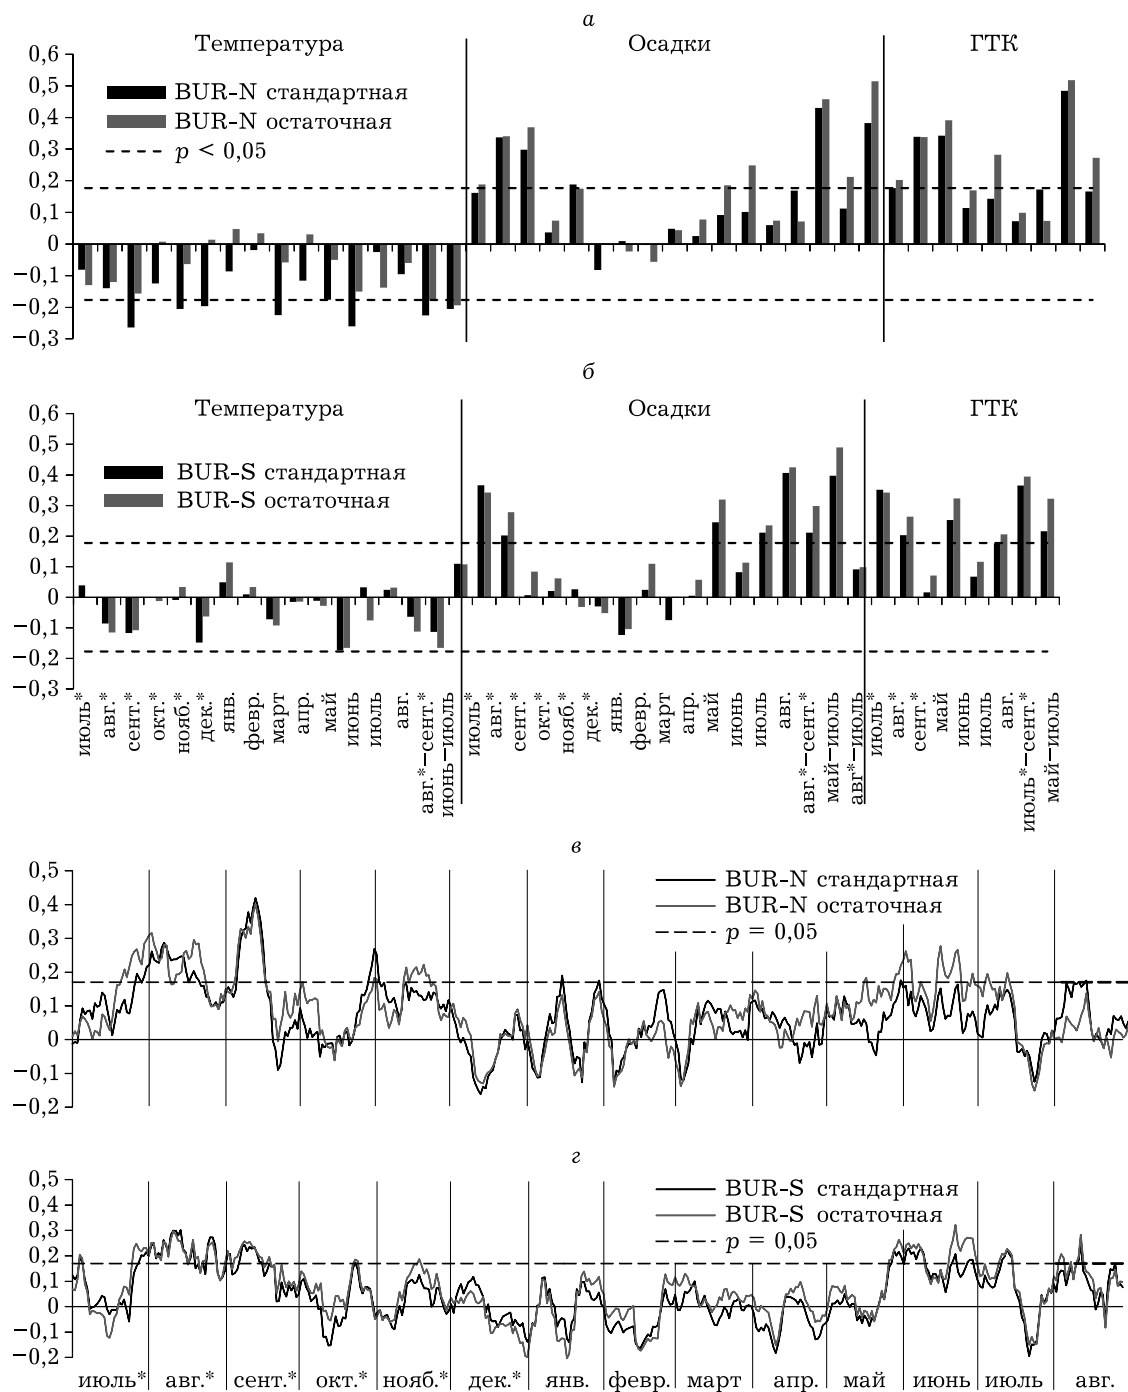 а
Температура Осадки ГТК
0,6
0,5
0,4
0,3
0,2
0,1
0
−0,1
−0,2
−0,3
BUR-N стандартная
BUR-N остаточная
p < 0,05
б
Температура Осадки ГТК
0,6
0,5
0,4
0,3
0,2
0,1
0
−0,1
−0,2
−0,3
BUR-S стандартная
BUR-S остаточная
июль*
авг.*
сент.*
окт.*
нояб.*
дек.*
янв.
февр.
март
апр.
май
июнь
июль
авг.
авг.*−сент.*
июнь−июль
июль*
авг.*
сент.*
окт.*
нояб.*
дек.*
янв.
февр.
март
апр.
май
июнь
июль
авг.
авг.*−сент.*
май−июль
авг*−июль
июль*
авг.*
сент.*
май
июнь
июль
авг.
июль*−сент.*
май−июль
в
0,5
0,4
0,3
0,2
0,1
0
−0,1
−0,2
BUR-N стандартная
BUR-N остаточная
p = 0,05
г
0,5
0,4
0,3
0,2
0,1
0
−0,1
−0,2
BUR-S стандартная
BUR-S остаточная
p = 0,05
июль* авг.* сент.* окт.* нояб.* дек.* янв. февр. март апр. май июнь июль авг.